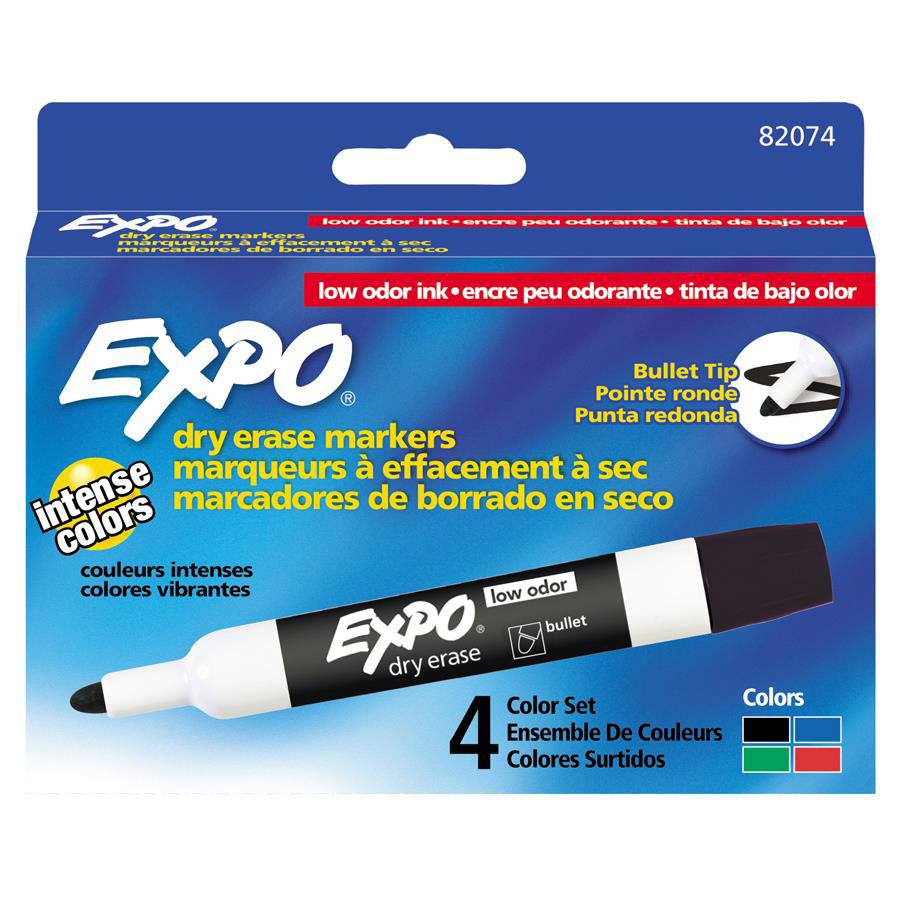 82074
EXPO®
dry erase markers
marqueurs à effacement à sec
marcadores de borrado en seco
low odor ink • encre peu odorante • tinta de bajo olor
low odor ink • encre peu odorante • tinta de bajo olor
EXPO®
Bullet Tip
Pointe ronde
Punta redonda
dry erase markers
marqueurs à effacement à sec
marcadores de borrado en seco
intense
colors
couleurs intenses
colores vibrantes
EXPO®
dry erase
low odor
bullet
4
Color Set
Ensemble De Couleurs
Colores Surtidos
Colors